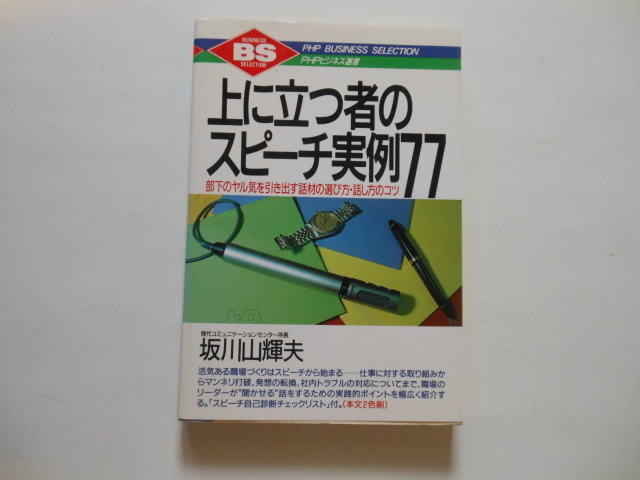 BUSINESS
BS
SELECTION
PHP BUSINESS SELECTION
PHPビジネス選書
上に立つ者の
スピーチ実例77
部下のヤル気を引き出す話材の選び方・話し方のコツ
現代コミュニケーションセンター所長
坂川山輝夫
活気ある職場づくりはスピーチから始まる——仕事に対する取り組みか
らマンネリ打破、発想の転換、社内トラブルの対応についてまで、職場の
リーダーが"聞かせる"話をするための実践的ポイントを幅広く紹介す
る。「スピーチ自己診断チェックリスト」付。(本文2色刷)